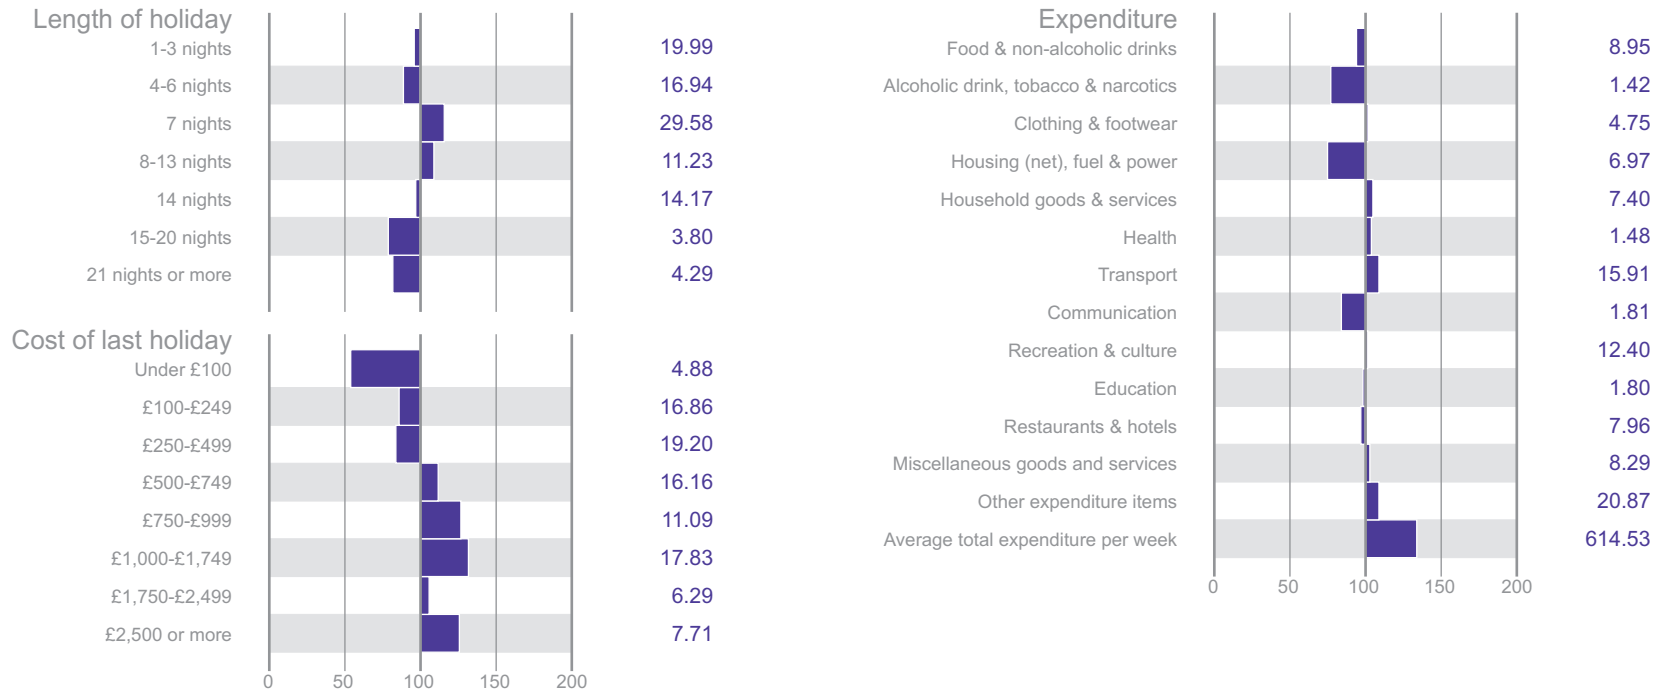 Length of holiday
1-3 nights 19.99
4-6 nights 16.94
7 nights 29.58
8-13 nights 11.23
14 nights 14.17
15-20 nights 3.80
21 nights or more 4.29
Cost of last holiday
Under £100 4.88
£100-£249 16.86
£250-£499 19.20
£500-£749 16.16
£750-£999 11.09
£1,000-£1,749 17.83
£1,750-£2,499 6.29
£2,500 or more 7.71
0 50 100 150 200
Expenditure
Food & non-alcoholic drinks 8.95
Alcoholic drink, tobacco & narcotics 1.42
Clothing & footwear 4.75
Housing (net), fuel & power 6.97
Household goods & services 7.40
Health 1.48
Transport 15.91
Communication 1.81
Recreation & culture 12.40
Education 1.80
Restaurants & hotels 7.96
Miscellaneous goods and services 8.29
Other expenditure items 20.87
Average total expenditure per week 614.53
0 50 100 150 200